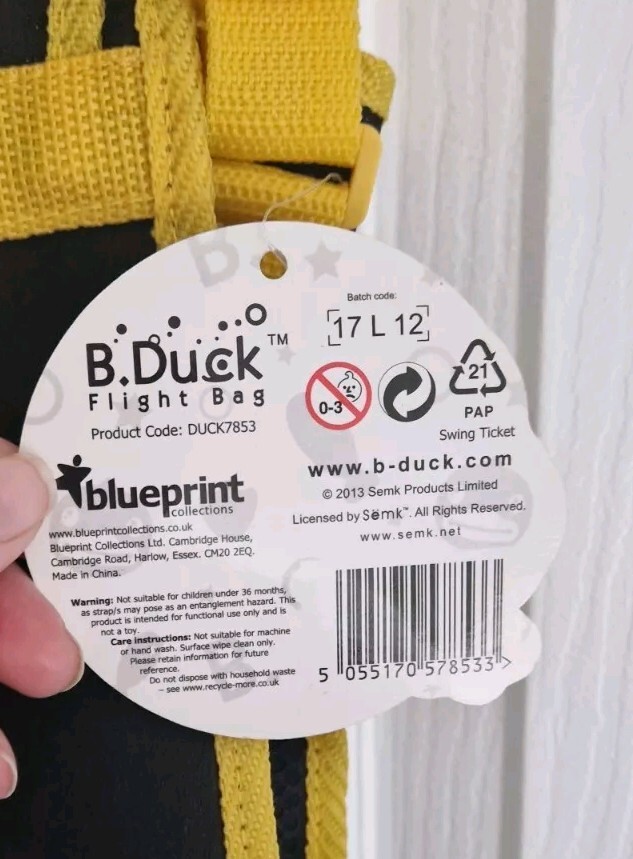 B.Duck™
Flight Bag
Product Code: DUCK7853
blueprint
collections
www.blueprintcollections.co.uk
Blueprint Collections Ltd. Cambridge House,
Cambridge Road, Harlow, Essex. CM20 2EQ.
Made in China.
Warning: Not suitable for children under 36 months,
as strap/s may pose as an entanglement hazard. This
product is intended for functional use only and is
not a toy.
Care instructions: Not suitable for machine
or hand wash. Surface wipe clean only.
Please retain information for future
reference.
Do not dispose with household waste
– see www.recycle-more.co.uk
Batch code:
17 L 12
0-3
21
PAP
Swing Ticket
www.b-duck.com
© 2013 Semk Products Limited
Licensed by Sëmk™. All Rights Reserved.
www.semk.net
5 055170 578533 >